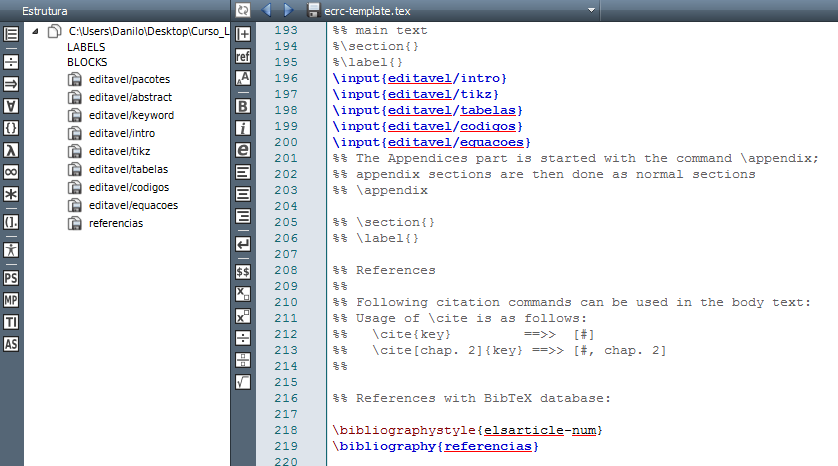 Estrutura
ecrc-template.tex
C:\Users\Danilo\Desktop\Curso_L
LABELS
BLOCKS
editavel/pacotes
editavel/abstract
editavel/keyword
editavel/intro
editavel/tikz
editavel/tabelas
editavel/codigos
editavel/equacoes
referencias
÷
⇒
∀
{}
λ
∞
*
().
PS
MP
TI
AS
ref
AA
B
i
e
$$
X□
x□
÷
√
193 %% main text
194 %\section{}
195 %\label{}
196 \input{editavel/intro}
197 \input{editavel/tikz}
198 \input{editavel/tabelas}
199 \input{editavel/codigos}
200 \input{editavel/equacoes}
201 %% The Appendices part is started with the command \appendix;
202 %% appendix sections are then done as normal sections
203 %% \appendix
204
205 %% \section{}
206 %% \label{}
207
208 %% References
209 %%
210 %% Following citation commands can be used in the body text:
211 %% Usage of \cite is as follows:
212 %%   \cite{key}         ==>>  [#]
213 %%   \cite[chap. 2]{key} ==>> [#, chap. 2]
214 %%
215
216 %% References with BibTeX database:
217
218 \bibliographystyle{elsarticle-num}
219 \bibliography{referencias}
220